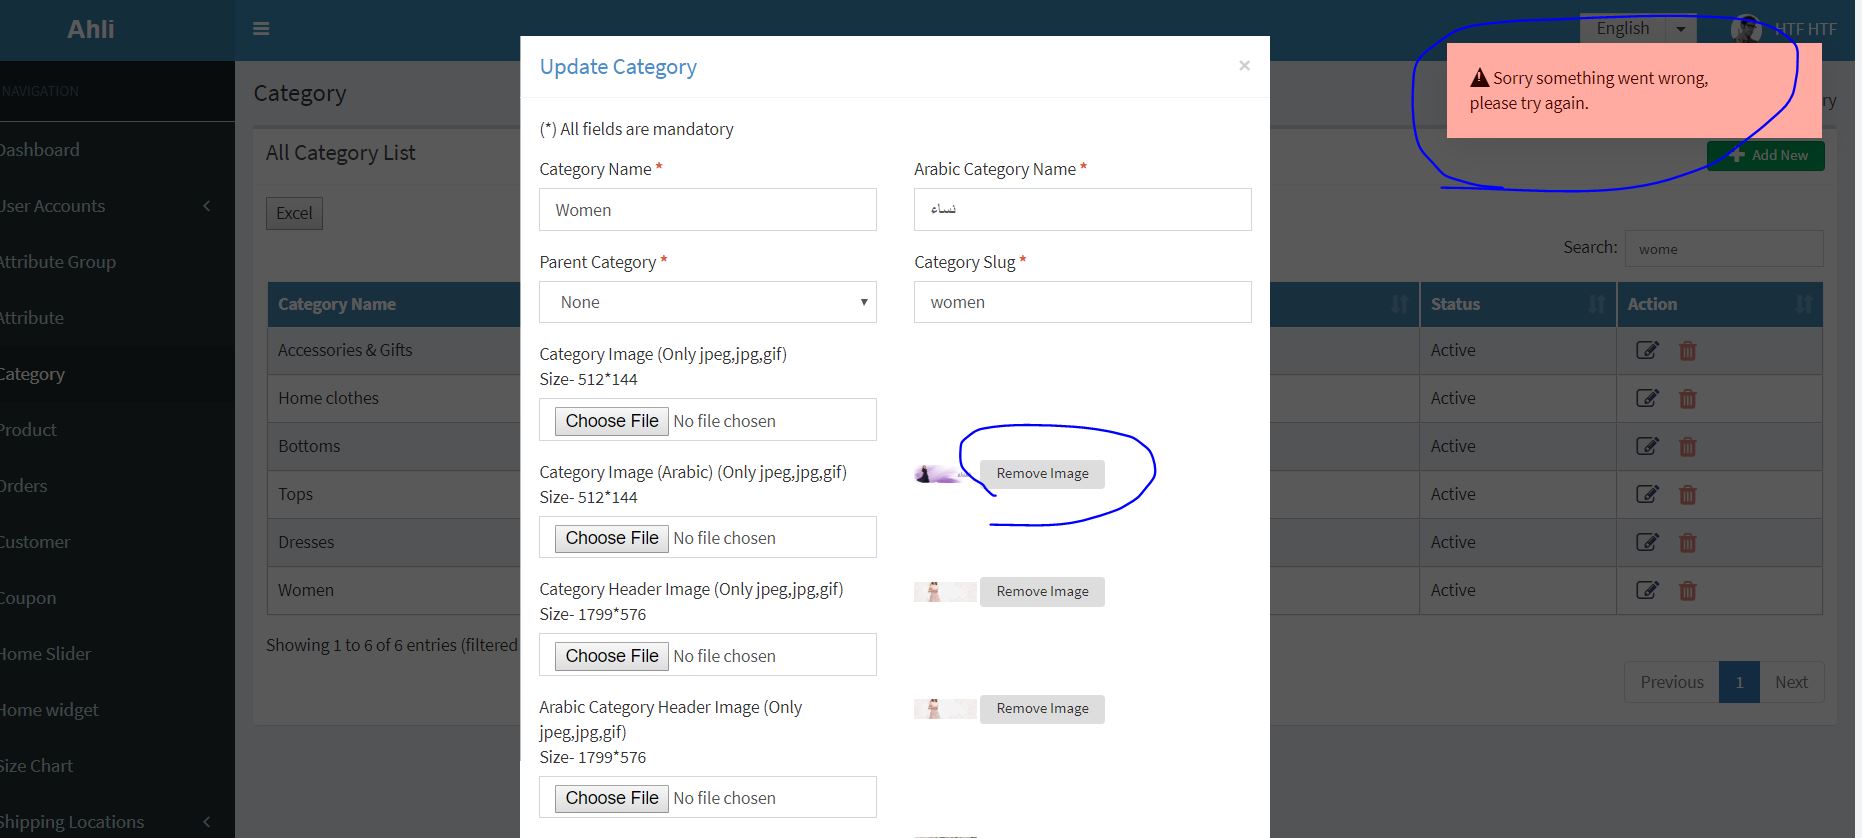 Ahli
English
HTF HTF
Sorry something went wrong,
please try again.
ry
NAVIGATION
Dashboard
User Accounts
Attribute Group
Attribute
Category
Product
Orders
Customer
Coupon
Home Slider
Home widget
Size Chart
Shipping Locations
Category
All Category List
Add New
Excel
Search:
wome
Category Name
Status
Action
Accessories & Gifts
Active
Home clothes
Active
Bottoms
Active
Tops
Active
Dresses
Active
Women
Active
Showing 1 to 6 of 6 entries (filtered
Previous
1
Next
Update Category
×
(*) All fields are mandatory
Category Name *
Arabic Category Name *
Women
نساء
Parent Category *
Category Slug *
None
women
Category Image (Only jpeg,jpg,gif)
Size- 512*144
Choose File No file chosen
Category Image (Arabic) (Only jpeg,jpg,gif)
Size- 512*144
Remove Image
Choose File No file chosen
Category Header Image (Only jpeg,jpg,gif)
Size- 1799*576
Remove Image
Choose File No file chosen
Arabic Category Header Image (Only
jpeg,jpg,gif)
Size- 1799*576
Remove Image
Choose File No file chosen